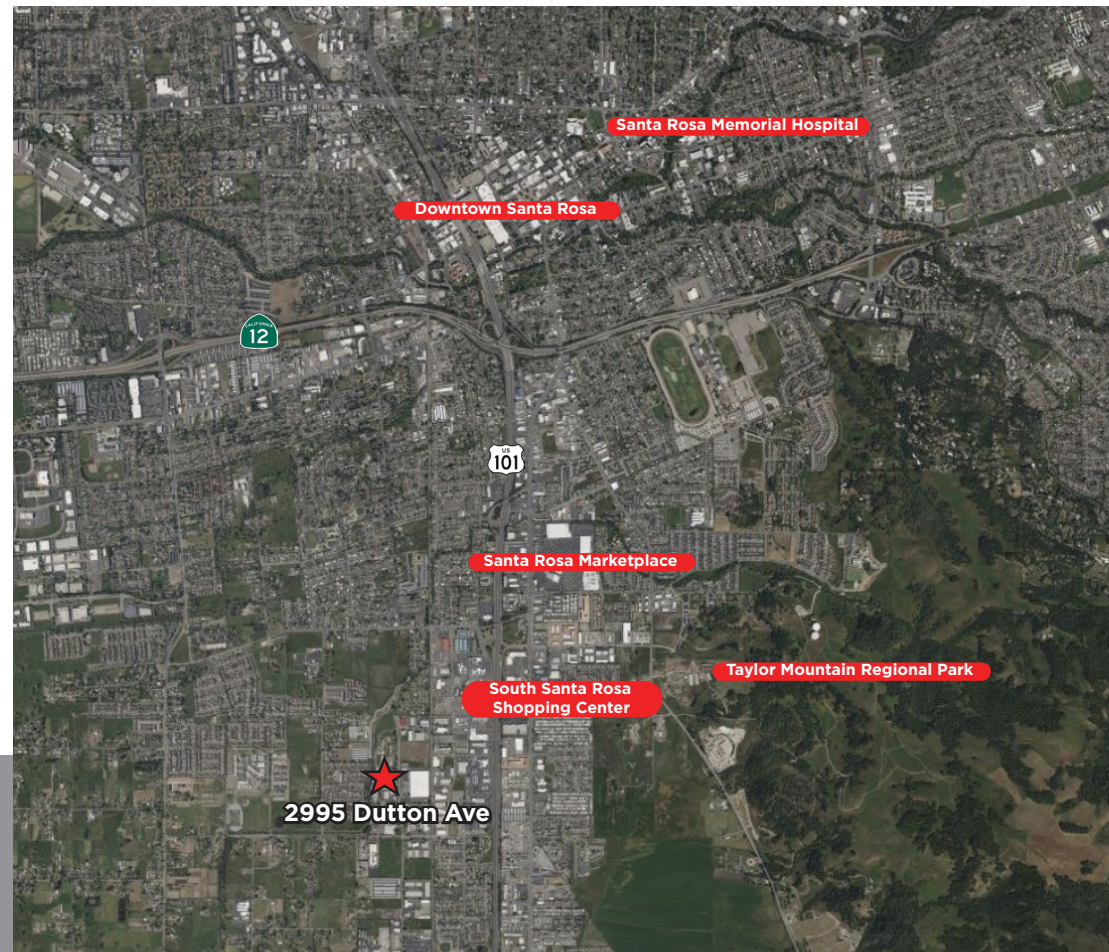 Santa Rosa Memorial Hospital
Downtown Santa Rosa
CALIFORNIA
12
US
101
Santa Rosa Marketplace
Taylor Mountain Regional Park
South Santa Rosa
Shopping Center
2995 Dutton Ave